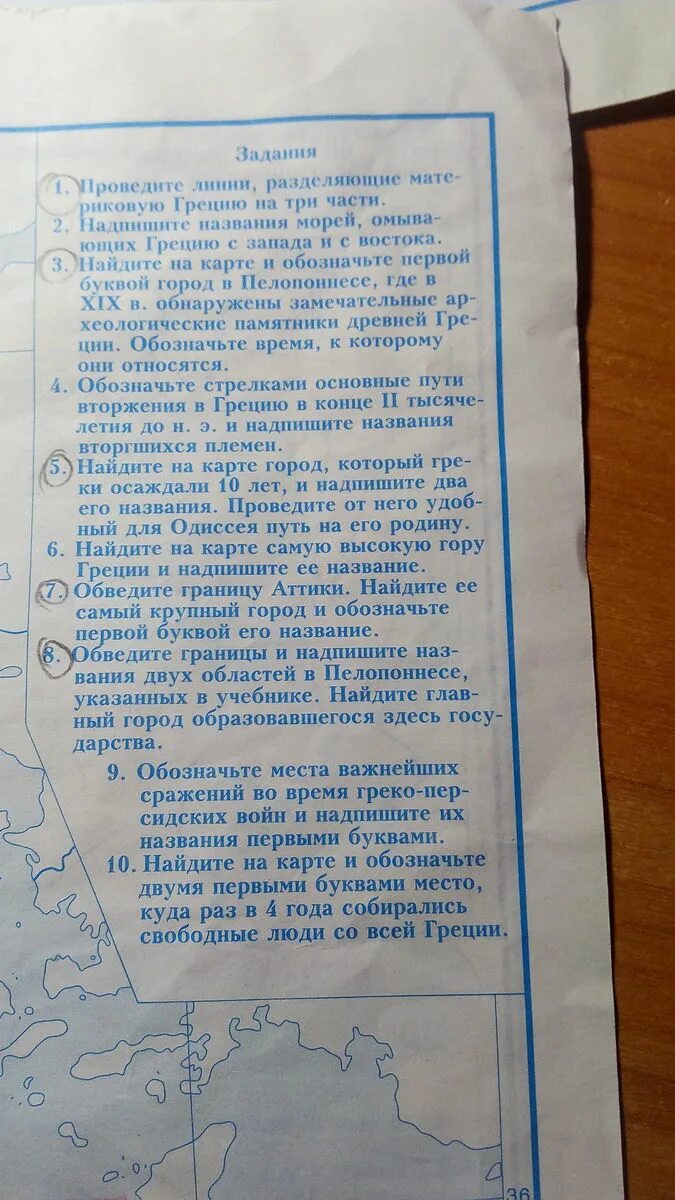 Задания
1. Проведите линии, разделяющие мате-
риковую Грецию на три части.
2. Надпишите названия морей, омыва-
ющих Грецию с запада и с востока.
3. Найдите на карте и обозначьте первой
буквой город в Пелопоннесе, где в
XIX в. обнаружены замечательные ар-
хеологические памятники древней Гре-
ции. Обозначьте время, к которому
они относятся.
4. Обозначьте стрелками основные пути
вторжения в Грецию в конце II тысяче-
летия до н. э. и надпишите названия
вторгшихся племен.
5. Найдите на карте город, который гре-
ки осаждали 10 лет, и надпишите два
его названия. Проведите от него удоб-
ный для Одиссея путь на его родину.
6. Найдите на карте самую высокую гору
Греции и надпишите ее название.
7. Обведите границу Аттики. Найдите ее
самый крупный город и обозначьте
первой буквой его название.
8. Обведите границы и надпишите наз-
вания двух областей в Пелопоннесе,
указанных в учебнике. Найдите глав-
ный город образовавшегося здесь госу-
дарства.
9. Обозначьте места важнейших
сражений во время греко-пер-
сидских войн и надпишите их
названия первыми буквами.
10. Найдите на карте и обозначьте
двумя первыми буквами место,
куда раз в 4 года собирались
свободные люди со всей Греции.
36